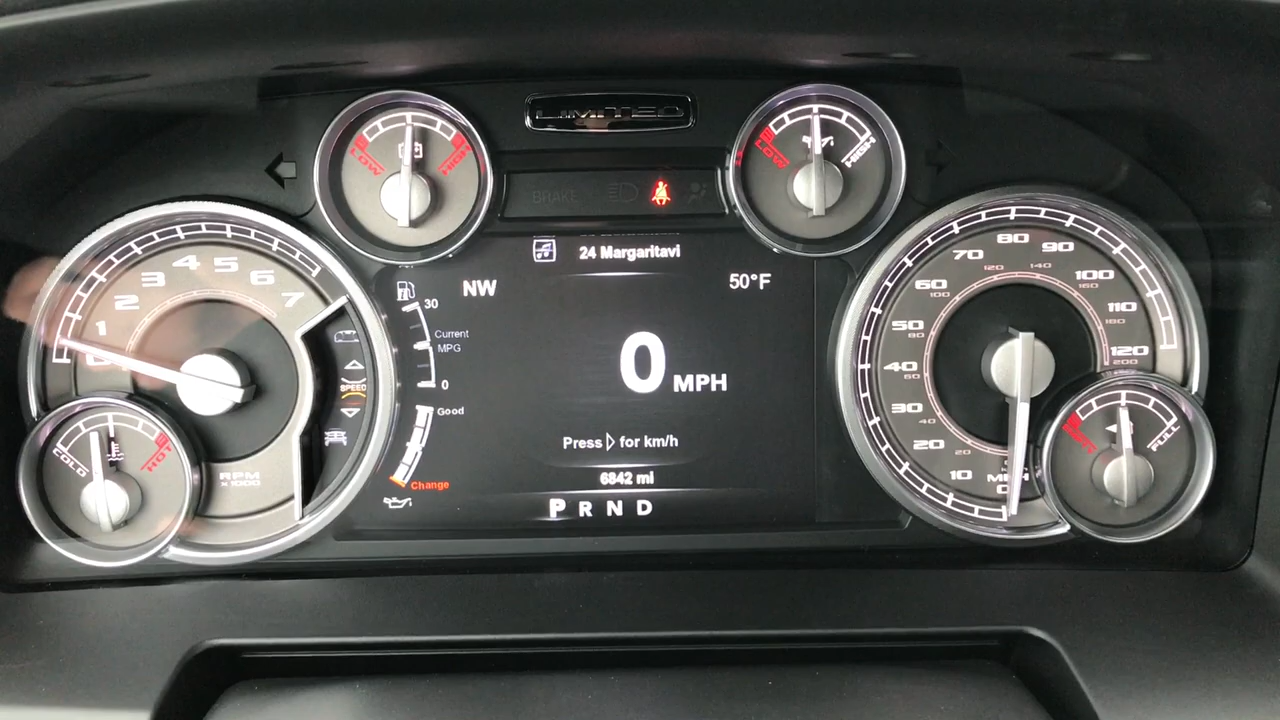 LIMITED
LOW
HIGH
LOW
HIGH
BRAKE
24 Margaritavi
NW
50°F
30
Current
MPG
0
Good
Change
0 MPH
Press ▷ for km/h
6842 mi
P R N D
1
2
3
4
5
6
7
RPM
x1000
SPEED
COLD
HOT
0
10
20
30
40
50
60
70
80
90
100
110
120
MPH
20
40
60
80
100
120
140
160
180
200
FULL